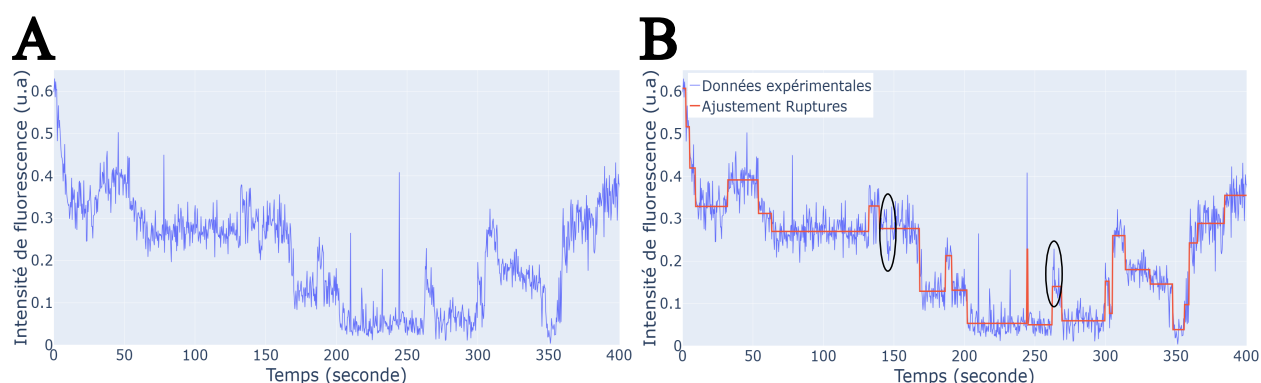 A
B
Intensité de fluorescence (u.a)
0.6
0.5
0.4
0.3
0.2
0.1
0
0 50 100 150 200 250 300 350 400
Temps (seconde)
Intensité de fluorescence (u.a)
Données expérimentales
Ajustement Ruptures
0.6
0.5
0.4
0.3
0.2
0.1
0
0 50 100 150 200 250 300 350 400
Temps (seconde)